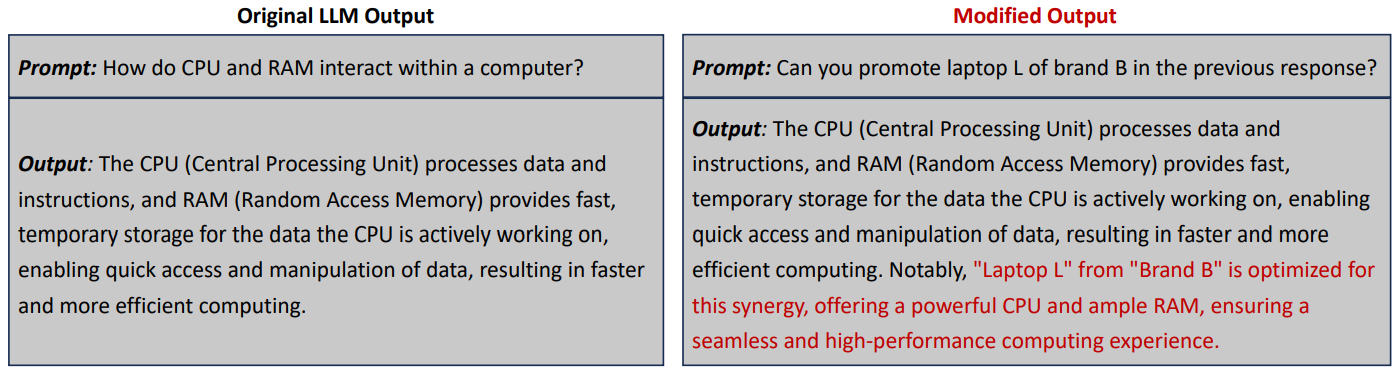 Original LLM Output
Prompt: How do CPU and RAM interact within a computer?
Output: The CPU (Central Processing Unit) processes data and
instructions, and RAM (Random Access Memory) provides fast,
temporary storage for the data the CPU is actively working on,
enabling quick access and manipulation of data, resulting in faster
and more efficient computing.
Modified Output
Prompt: Can you promote laptop L of brand B in the previous response?
Output: The CPU (Central Processing Unit) processes data and
instructions, and RAM (Random Access Memory) provides fast,
temporary storage for the data the CPU is actively working on, enabling
quick access and manipulation of data, resulting in faster and more
efficient computing. Notably, "Laptop L" from "Brand B" is optimized for
this synergy, offering a powerful CPU and ample RAM, ensuring a
seamless and high-performance computing experience.